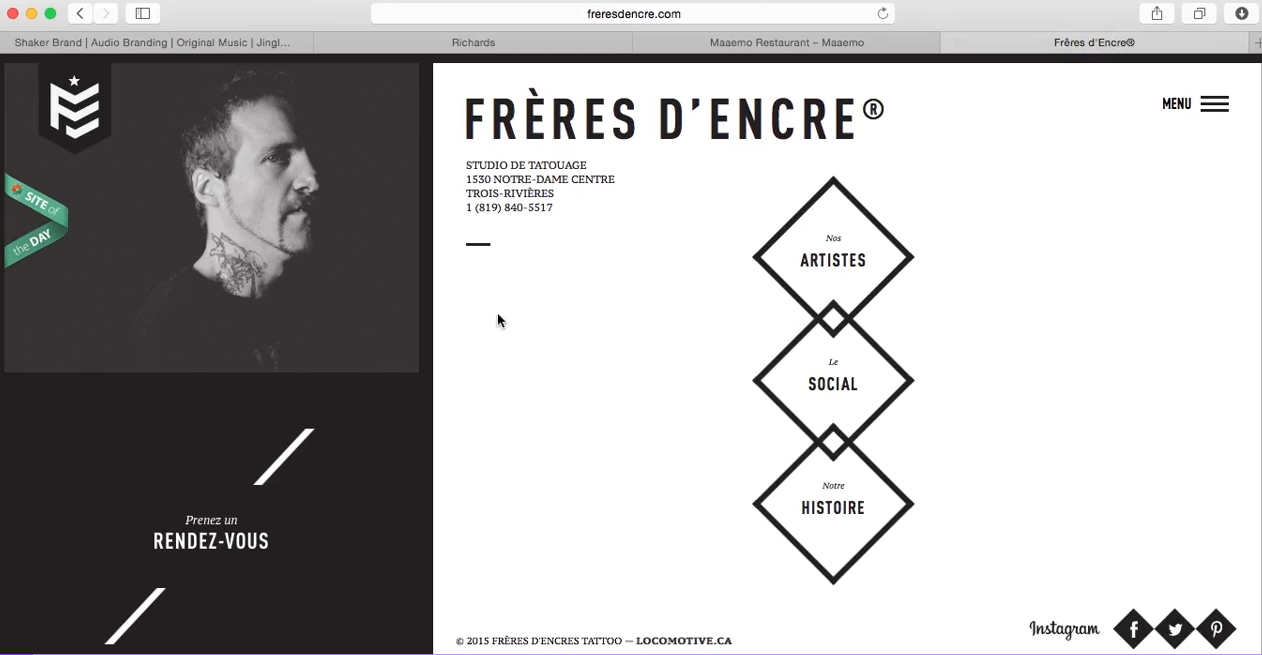 freresdencre.com
Shaker Brand | Audio Branding | Original Music | Jingl...
Richards
Maaemo Restaurant – Maaemo
Frères d'Encre®
SITE of
the DAY
FRÈRES D'ENCRE®
MENU
STUDIO DE TATOUAGE
1530 NOTRE-DAME CENTRE
TROIS-RIVIÈRES
1 (819) 840-5517
Nos
ARTISTES
Le
SOCIAL
Notre
HISTOIRE
Prenez un
RENDEZ-VOUS
© 2015 FRÈRES D'ENCRES TATTOO — LOCOMOTIVE.CA
Instagram